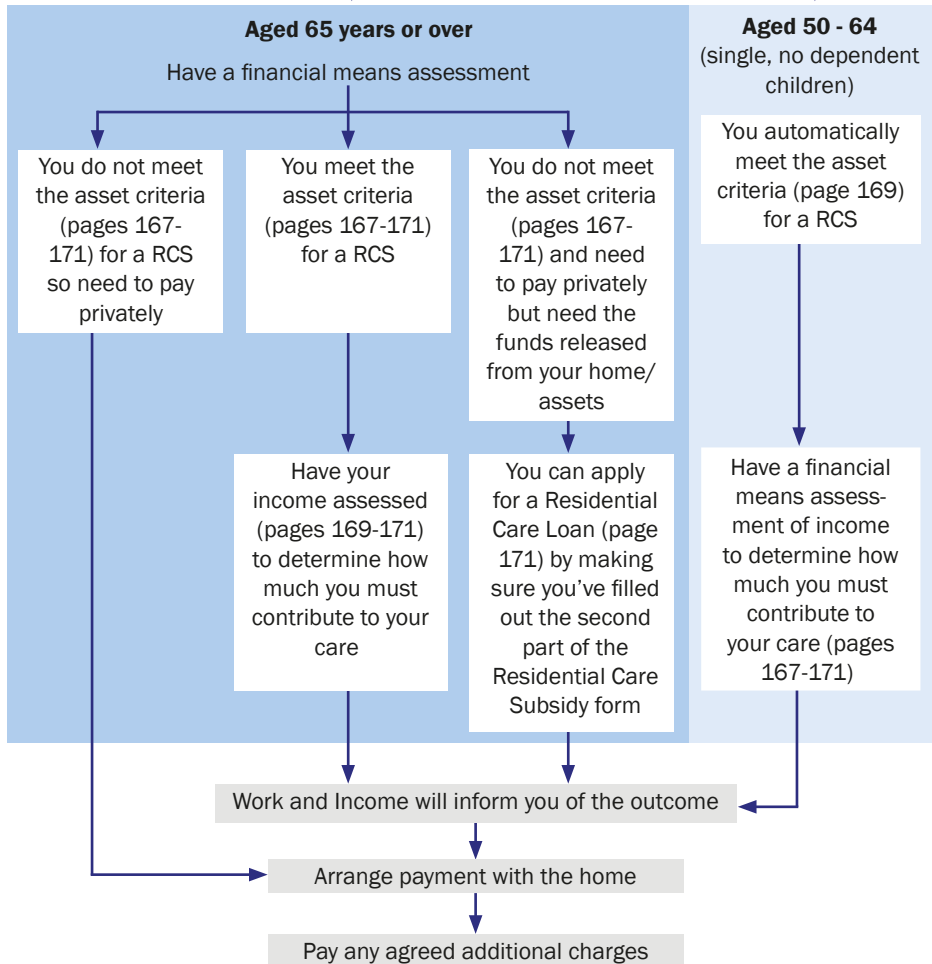 Aged 65 years or over
Have a financial means assessment
Aged 50 - 64
(single, no dependent
children)
You do not meet
the asset criteria
(pages 167-
171) for a RCS
so need to pay
privately
You meet the
asset criteria
(pages 167-171)
for a RCS
You do not meet
the asset criteria
(pages 167-
171) and need
to pay privately
but need the
funds released
from your home/
assets
You automatically
meet the asset
criteria (page 169)
for a RCS
Have your
income assessed
(pages 169-171)
to determine how
much you must
contribute to your
care
You can apply
for a Residential
Care Loan (page
171) by making
sure you’ve filled
out the second
part of the
Residential Care
Subsidy form
Have a financial
means assess-
ment of income
to determine how
much you must
contribute to
your care (pages
167-171)
Work and Income will inform you of the outcome
Arrange payment with the home
Pay any agreed additional charges